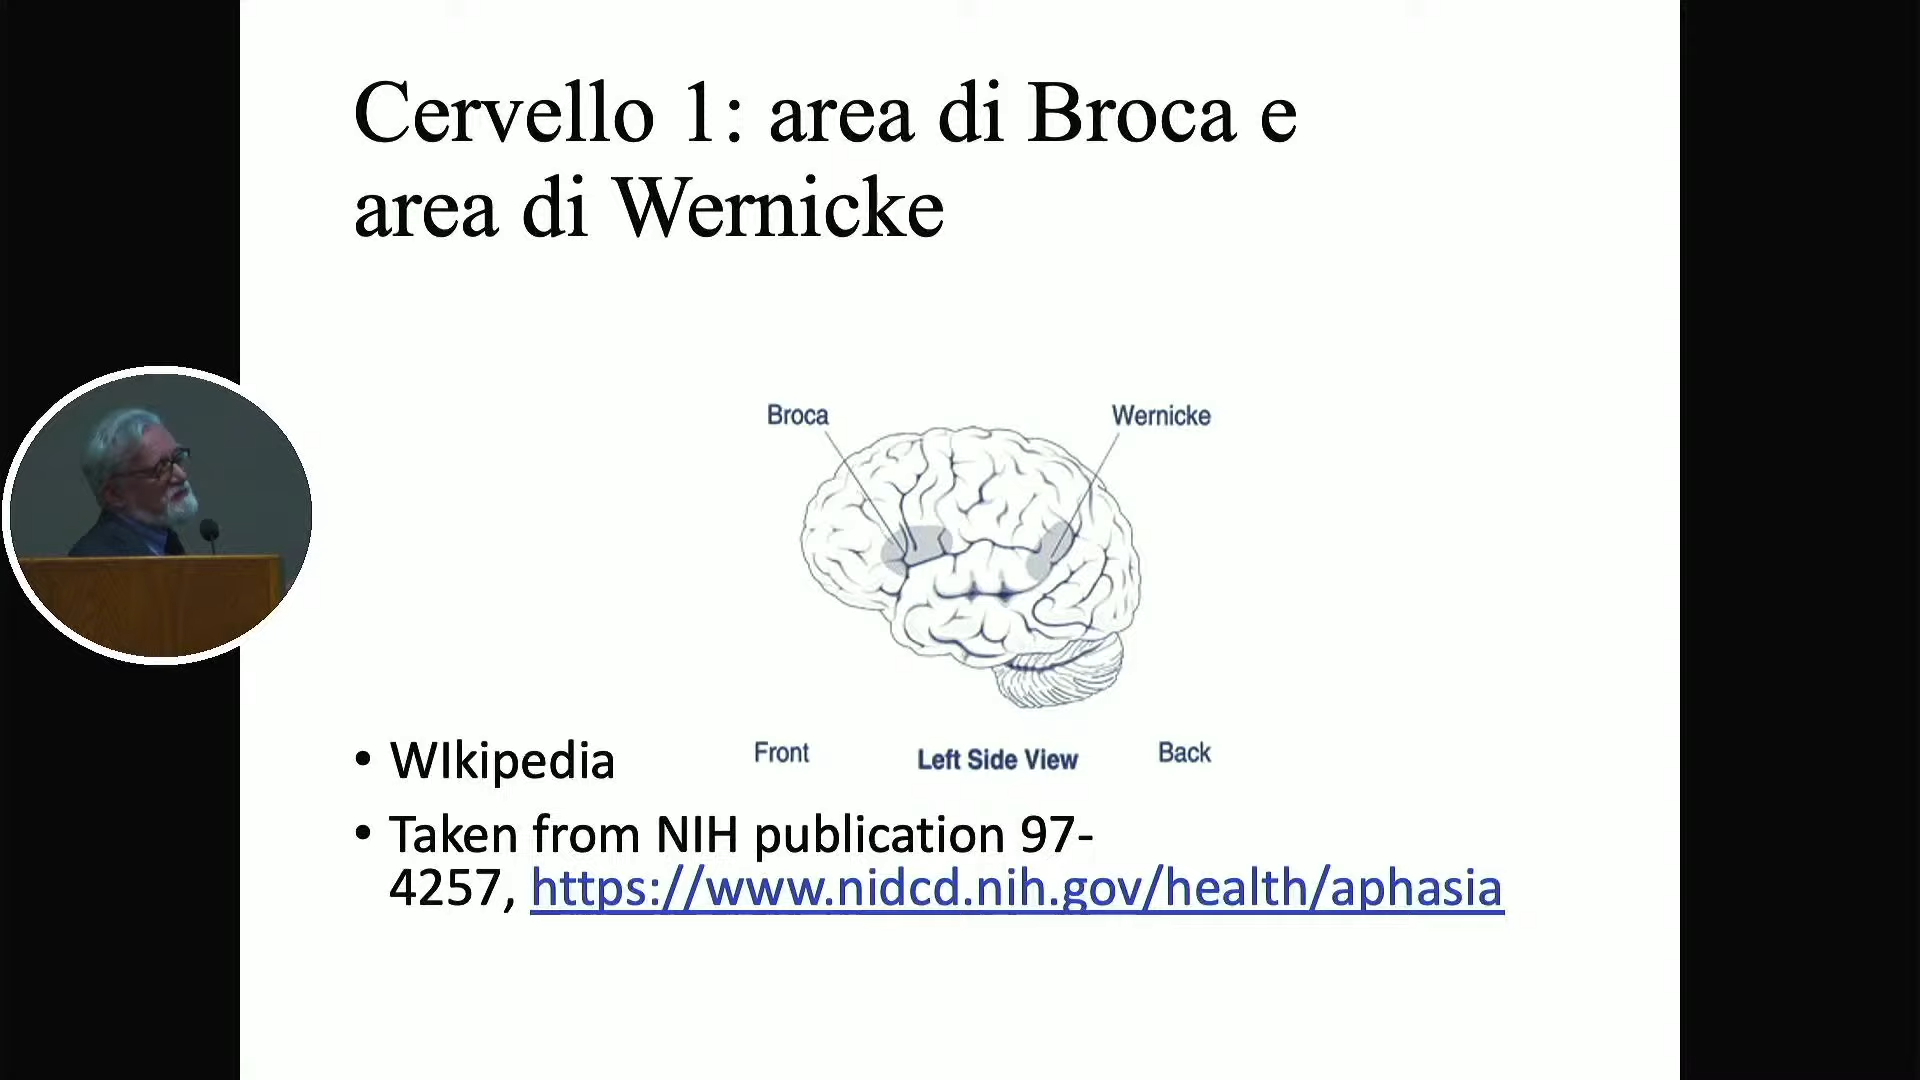 Cervello 1: area di Broca e
area di Wernicke
Broca
Wernicke
Front
Left Side View
Back
• WIkipedia
• Taken from NIH publication 97-
4257, https://www.nidcd.nih.gov/health/aphasia